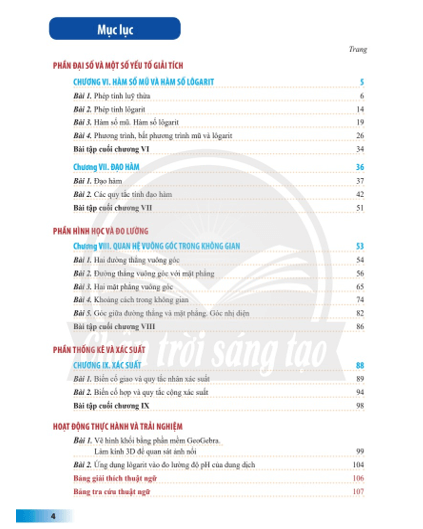 Mục lục
Trang
PHẦN ĐẠI SỐ VÀ MỘT SỐ YẾU TỐ GIẢI TÍCH
CHƯƠNG VI. HÀM SỐ MŨ VÀ HÀM SỐ LÔGARIT 5
Bài 1. Phép tính luỹ thừa 6
Bài 2. Phép tính lôgarit 14
Bài 3. Hàm số mũ. Hàm số lôgarit 19
Bài 4. Phương trình, bất phương trình mũ và lôgarit 26
Bài tập cuối chương VI 34
Chương VII. ĐẠO HÀM 36
Bài 1. Đạo hàm 37
Bài 2. Các quy tắc tính đạo hàm 42
Bài tập cuối chương VII 51
PHẦN HÌNH HỌC VÀ ĐO LƯỜNG
Chương VIII. QUAN HỆ VUÔNG GÓC TRONG KHÔNG GIAN 53
Bài 1. Hai đường thẳng vuông góc 54
Bài 2. Đường thẳng vuông góc với mặt phẳng 56
Bài 3. Hai mặt phẳng vuông góc 65
Bài 4. Khoảng cách trong không gian 74
Bài 5. Góc giữa đường thẳng và mặt phẳng. Góc nhị diện 82
Bài tập cuối chương VIII 86
Chân trời sáng tạo
PHẦN THỐNG KÊ VÀ XÁC SUẤT
CHƯƠNG IX. XÁC SUẤT 88
Bài 1. Biến cố giao và quy tắc nhân xác suất 89
Bài 2. Biến cố hợp và quy tắc cộng xác suất 94
Bài tập cuối chương IX 98
HOẠT ĐỘNG THỰC HÀNH VÀ TRẢI NGHIỆM
Bài 1. Vẽ hình khối bằng phần mềm GeoGebra.
Làm kính 3D để quan sát ảnh nổi 99
Bài 2. Ứng dụng lôgarit vào đo lường độ pH của dung dịch 104
Bảng giải thích thuật ngữ 106
Bảng tra cứu thuật ngữ 107
4